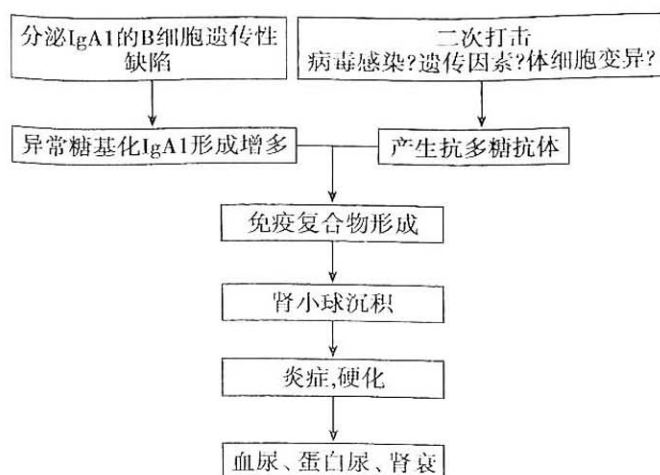 分泌IgA1的B细胞遗传性
缺陷
二次打击
病毒感染?遗传因素?体细胞变异?
异常糖基化IgA1形成增多
产生抗多糖抗体
免疫复合物形成
肾小球沉积
炎症,硬化
血尿、蛋白尿、肾衰